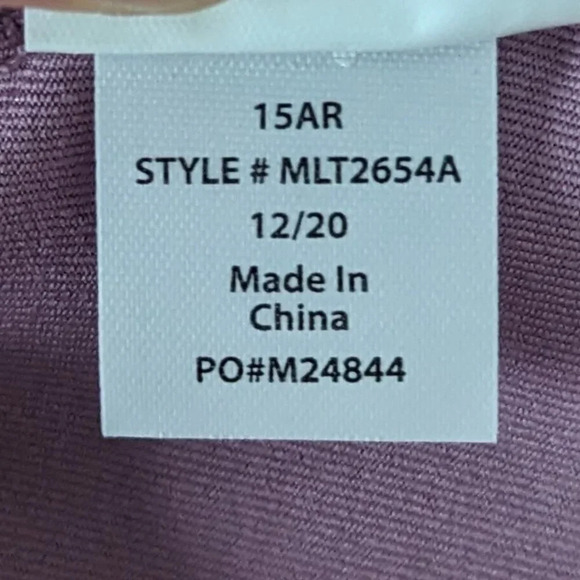 15AR
STYLE # MLT2654A
12/20
Made In
China
PO#M24844